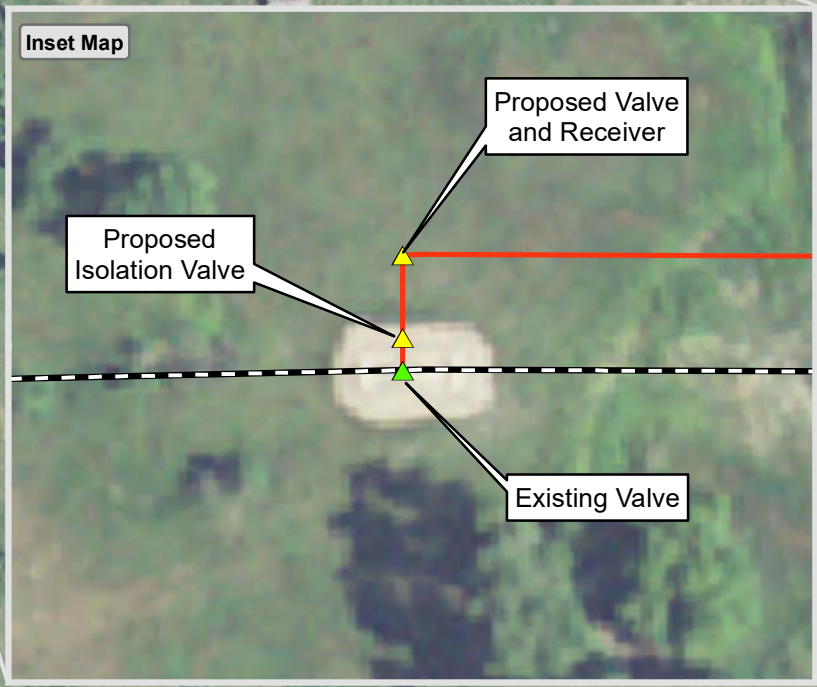 Inset Map
Proposed Valve
and Receiver
Proposed
Isolation Valve
Existing Valve